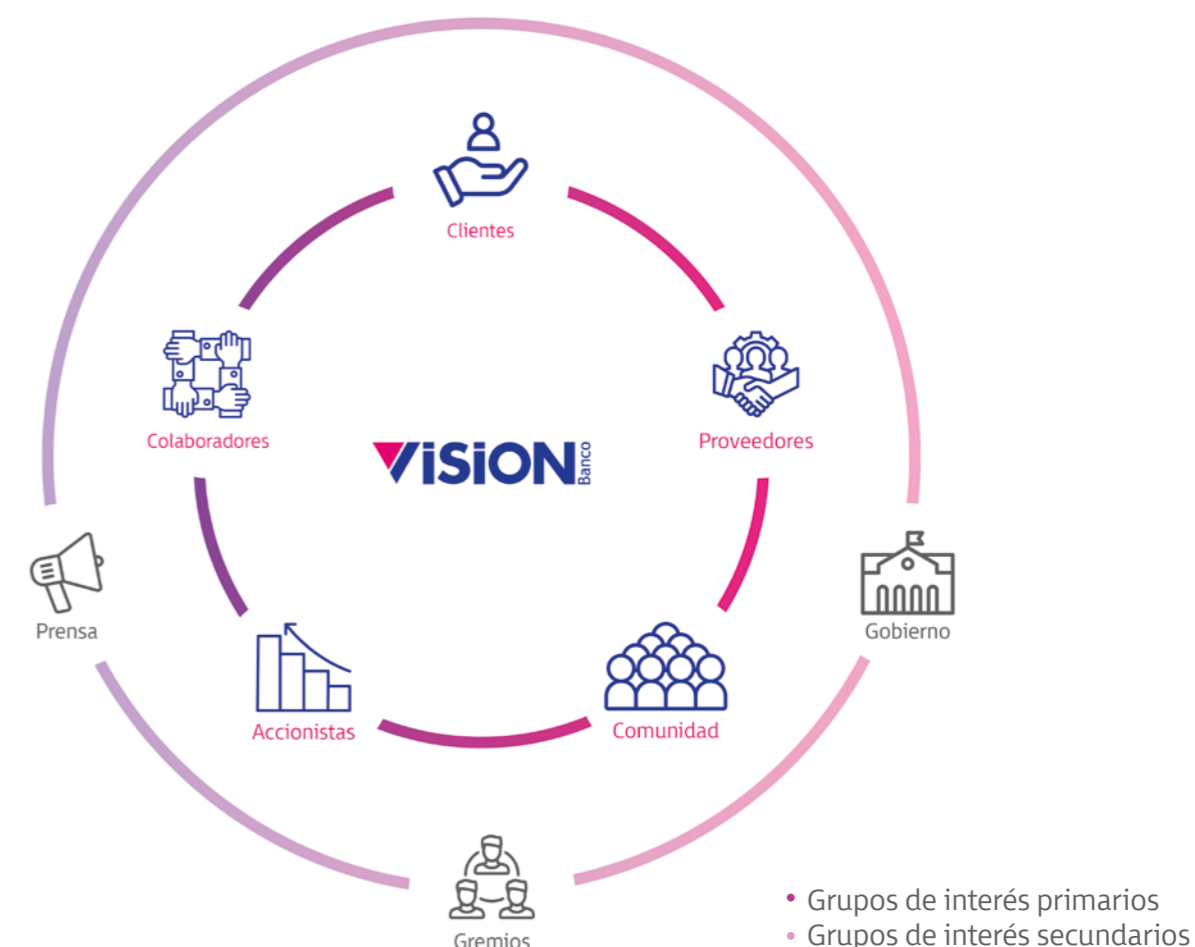 Clientes
Colaboradores
Proveedores
ViSiON Banco
Prensa
Gobierno
Accionistas
Comunidad
Gremios
• Grupos de interés primarios
• Grupos de interés secundarios